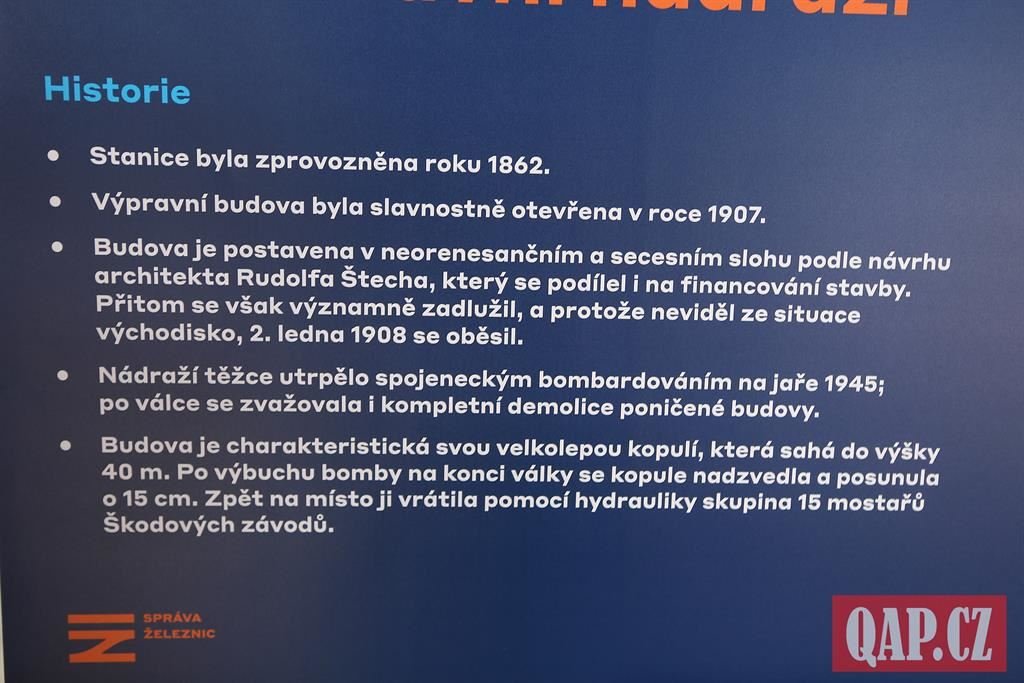 Historie
• Stanice byla zprovozněna roku 1862.
• Výpravní budova byla slavnostně otevřena v roce 1907.
• Budova je postavena v neorenesančním a secesním slohu podle návrhu
architekta Rudolfa Štecha, který se podílel i na financování stavby.
Přitom se však významně zadlužil, a protože neviděl ze situace
východisko, 2. ledna 1908 se oběsil.
• Nádraží těžce utrpělo spojeneckým bombardováním na jaře 1945;
po válce se zvažovala i kompletní demolice poničené budovy.
• Budova je charakteristická svou velkolepou kopulí, která sahá do výšky
40 m. Po výbuchu bomby na konci války se kopule nadzvedla a posunula
o 15 cm. Zpět na místo ji vrátila pomocí hydrauliky skupina 15 mostařů
Škodových závodů.
SPRÁVA
ŽELEZNIC
QAP.CZ